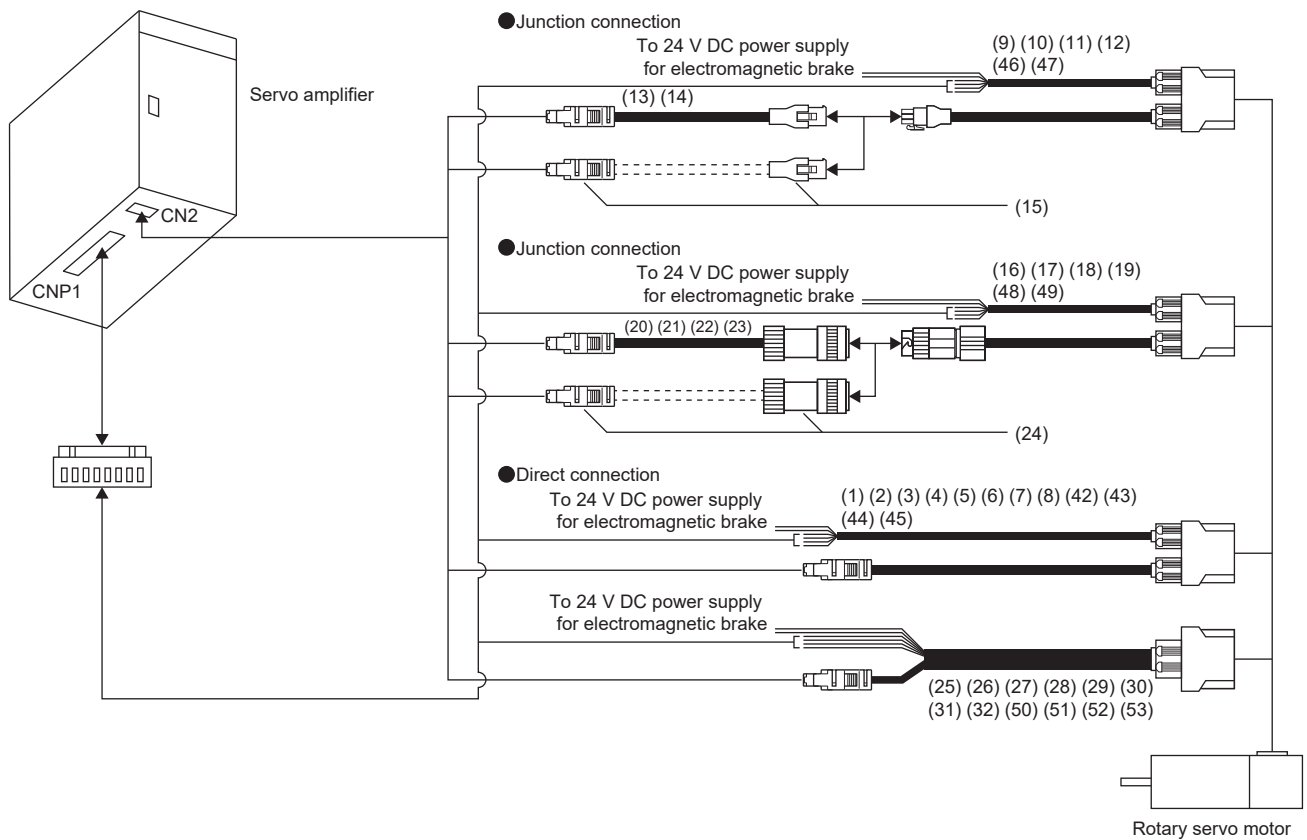 ●Junction connection
To 24 V DC power supply
for electromagnetic brake
(9) (10) (11) (12)
(46) (47)
Servo amplifier
(13) (14)
(15)
CN2
CNP1
●Junction connection
To 24 V DC power supply
for electromagnetic brake
(16) (17) (18) (19)
(48) (49)
(20) (21) (22) (23)
(24)
●Direct connection
To 24 V DC power supply
for electromagnetic brake
(1) (2) (3) (4) (5) (6) (7) (8) (42) (43)
(44) (45)
To 24 V DC power supply
for electromagnetic brake
(25) (26) (27) (28) (29) (30)
(31) (32) (50) (51) (52) (53)
Rotary servo motor